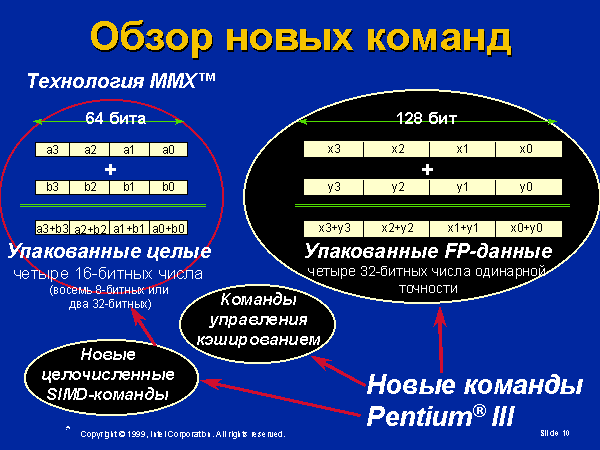 Обзор новых команд
Технология MMX™
64 бита
128 бит
a3 a2 a1 a0
x3 x2 x1 x0
+
+
b3 b2 b1 b0
y3 y2 y1 y0
a3+b3 a2+b2 a1+b1 a0+b0
x3+y3 x2+y2 x1+y1 x0+y0
Упакованные целые
четыре 16-битных числа
(восемь 8-битных или
два 32-битных)
Упакованные FP-данные
четыре 32-битных числа одинарной
точности
Команды
управления
кэшированием
Новые
целочисленные
SIMD-команды
Новые команды
Pentium® III
* Copyright © 1999, Intel Corporation. All rights reserved.
Slide 10